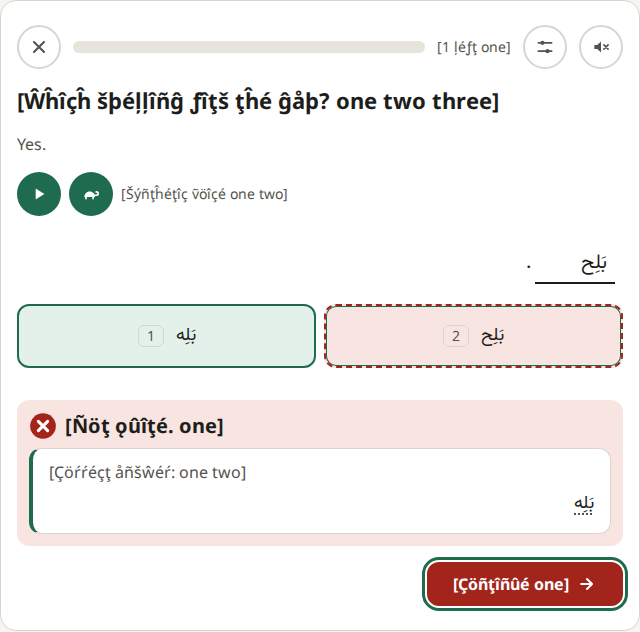 [1 ļéƒţ one]
[Ŵĥîçĥ šþéļļîñĝ ƒîţš ţĥé ĝåþ? one two three]
Yes.
[Šýñţĥéţîç ṽöîçé one two]
بَلِح .
1 بَلِه
2 بَلِح
[Ñöţ ǫûîţé. one]
[Çöŕŕéçţ åñšŵéŕ: one two]
بَلِه
[Çöñţîñûé one] →